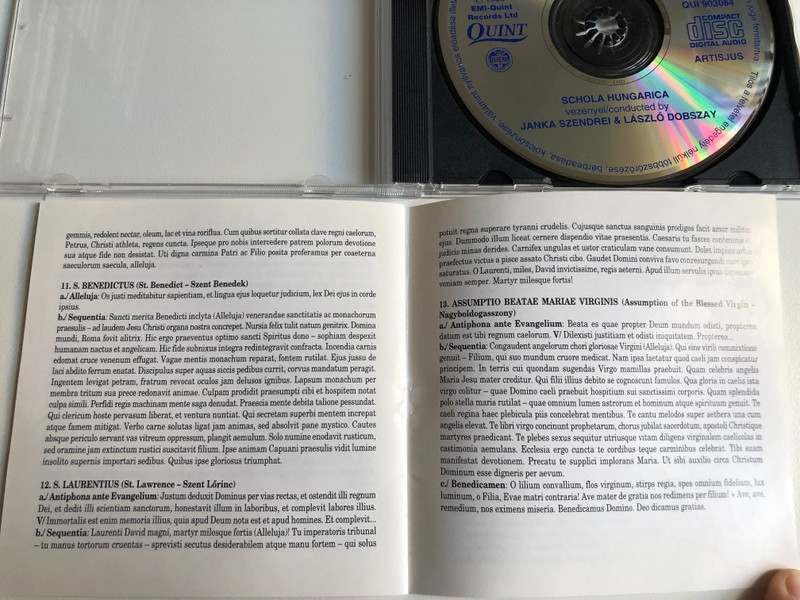 EMI-Quint
Records Ltd
QUINT
QUI 903084
COMPACT
disc
DIGITAL AUDIO
ARTISJUS
SCHOLA HUNGARICA
vezényel/conducted by
JANKA SZENDREI & LÁSZLÓ DOBSZAY
joga fenntartva. Tilos a felvétel engedély nélküli többszörözése, bérbeadása, kölcsönzése, valamint nyilvános előadása
gemmis, redolent nectar, oleum, lac et vina roriflua. Cum quibus sortitur collata clave regni caelorum,
Petrus, Christi athleta, regens cuncta. Ipseque pro nobis intercedere patrem polorum devotione
sua atque fide non desistat. Uti digna carmina Patri ac Filio posita proferamus per coaeterna
saeculorum saecula, alleluja.
11. S. BENEDICTUS (St. Benedict – Szent Benedek)
a./ Alleluja: Os justi meditabitur sapientiam, et lingua ejus loquetur judicium, lex Dei ejus in corde
ipsius.
b./ Sequentia: Sancti merita Benedicti inclyta (Alleluja) venerandae sanctitatis ac monachorum
praesulis – ad laudem Jesu Christi organa nostra concrepet. Nursia felix tulit natum genitrix. Domina
mundi, Roma fovit alitrix. Hic ergo praeventus optimo sancti Spiritus dono – sophiam despexit
humanam nactus et angelicam. Hic fide subnixus integra redintegravit confracta. Incendia carnis
edomat cruce venenum effugat. Vage mentis monachum reparat, fontem rutilat. Ejus jussu de
laci abdito ferrum enatat. Discipulus super aquas siccis pedibus currit, corvus mandatum peragit.
Ingentem levigat petram, fratrum revocat oculos jam delusos ignibus. Lapsum monachum per
membra tritum sua prece redonavit animae. Culpam prodidit praesumpti cibi et hospitem notat
culpa simili. Perfidi regis machinam mente saga denudat. Praescia mente debita talione pessundat.
Qui clericum hoste pervasum liberat, et ventura nuntiat. Qui secretum superbi mentem increpat
atque famem mitigat. Verbo carne solutas ligat jam animas, sed absolvit pane mystico. Cautes
absque periculo servant vas vitreum oppressum, plangit aemulum. Solo numine enodavit rusticum,
sed oramine jam extinctum rustici suscitavit filium. Ipse animam Capuani praesulis vidit lumine
insolito supernis importari sedibus. Quibus ipse gloriosus triumphat.
12. S. LAURENTIUS (St. Lawrence – Szent Lőrinc)
a./ Antiphona ante Evangelium: Justum deduxit Dominus per vias rectas, et ostendit illi regnum
Dei, et dedit illi scientiam sanctorum, honestavit illum in laboribus, et complevit labores illius.
V/ Immortalis est enim memoria illius, quia apud Deum nota est et apud homines. Et complevit...
b./ Sequentia: Laurenti David magni, martyr milesque fortis (Alleluja)! Tu imperatoris tribunal
– tu manus tortorum cruentas – sprevisti secutus desiderabilem atque manu fortem – qui solus
potuit regna superare tyranni crudelis. Cujusque sanctus sanguinis prodigos facit amor milites
ejus. Dummodo illum liceat cernere dispendio vitae praesentis. Caesaris tu fasces contemnis et
judicis minas derides. Carnifex ungulas et ustor craticulam vane consumunt. Dolet impius urbis
praefectus victus a pisce assato Christi cibo. Gaudet Domini conviva favo conresurgendi cum ipso
saturatus. O Laurenti, miles, David invictissime, regis aeterni. Apud illum servulis ipsius deprecare
veniam semper. Martyr milesque fortis!
13. ASSUMPTIO BEATAE MARIAE VIRGINIS (Assumption of the Blessed Virgin –
Nagyboldogasszony)
a./ Antiphona ante Evangelium: Beata es quae propter Deum mundum odisti, propterea
datum est tibi regnum caelorum. V/ Dilexisti justitiam et odisti iniquitatem. Propterea...
b./ Sequentia: Congaudent angelorum chori gloriosae Virgini (Alleluja). Qui sine virili commixtione
genuit – Filium, qui suo mundum cruore medicat. Nam ipsa laetatur quod caeli jam conspicatur
principem. In terris cui quondam sugendas Virgo mamillas praebuit. Quam celebris angelis
Maria Jesu mater creditur. Qui filii illius debito se cognoscunt famulos. Qua gloria in caelis ista
virgo colitur – quae Domino caeli praebuit hospitium sui sanctissimi corporis. Quam splendida
polo stella maris rutilat – quae omnium lumen astrorum et hominum atque spirituum genuit. Te
caeli regina haec plebicula piis concelebrat mentibus. Te cantu melodos super aethera una cum
angelis elevat. Te libri virgo concinunt prophetarum, chorus jubilat sacerdotum, apostoli Christique
martyres praedicant. Te plebes sexus sequitur utriusque vitam diligens virginalem caelicolas in
castimonia aemulans. Ecclesia ergo cuncta te cordibus teque carminibus celebrat. Tibi suam
manifestat devotionem. Precatu te supplici implorans Maria. Ut sibi auxilio circa Christum
Dominum esse digneris per aevum.
c./ Benedicamen: O lilium convallium, flos virginum, stirps regia, spes omnium fidelium, lux
luminum, o Filia, Evae matri contraria! Ave mater de gratia nos redimens per filium! + Ave, ave,
remedium, nos eximens miseria. Benedicamus Domino. Deo dicamus gratias.